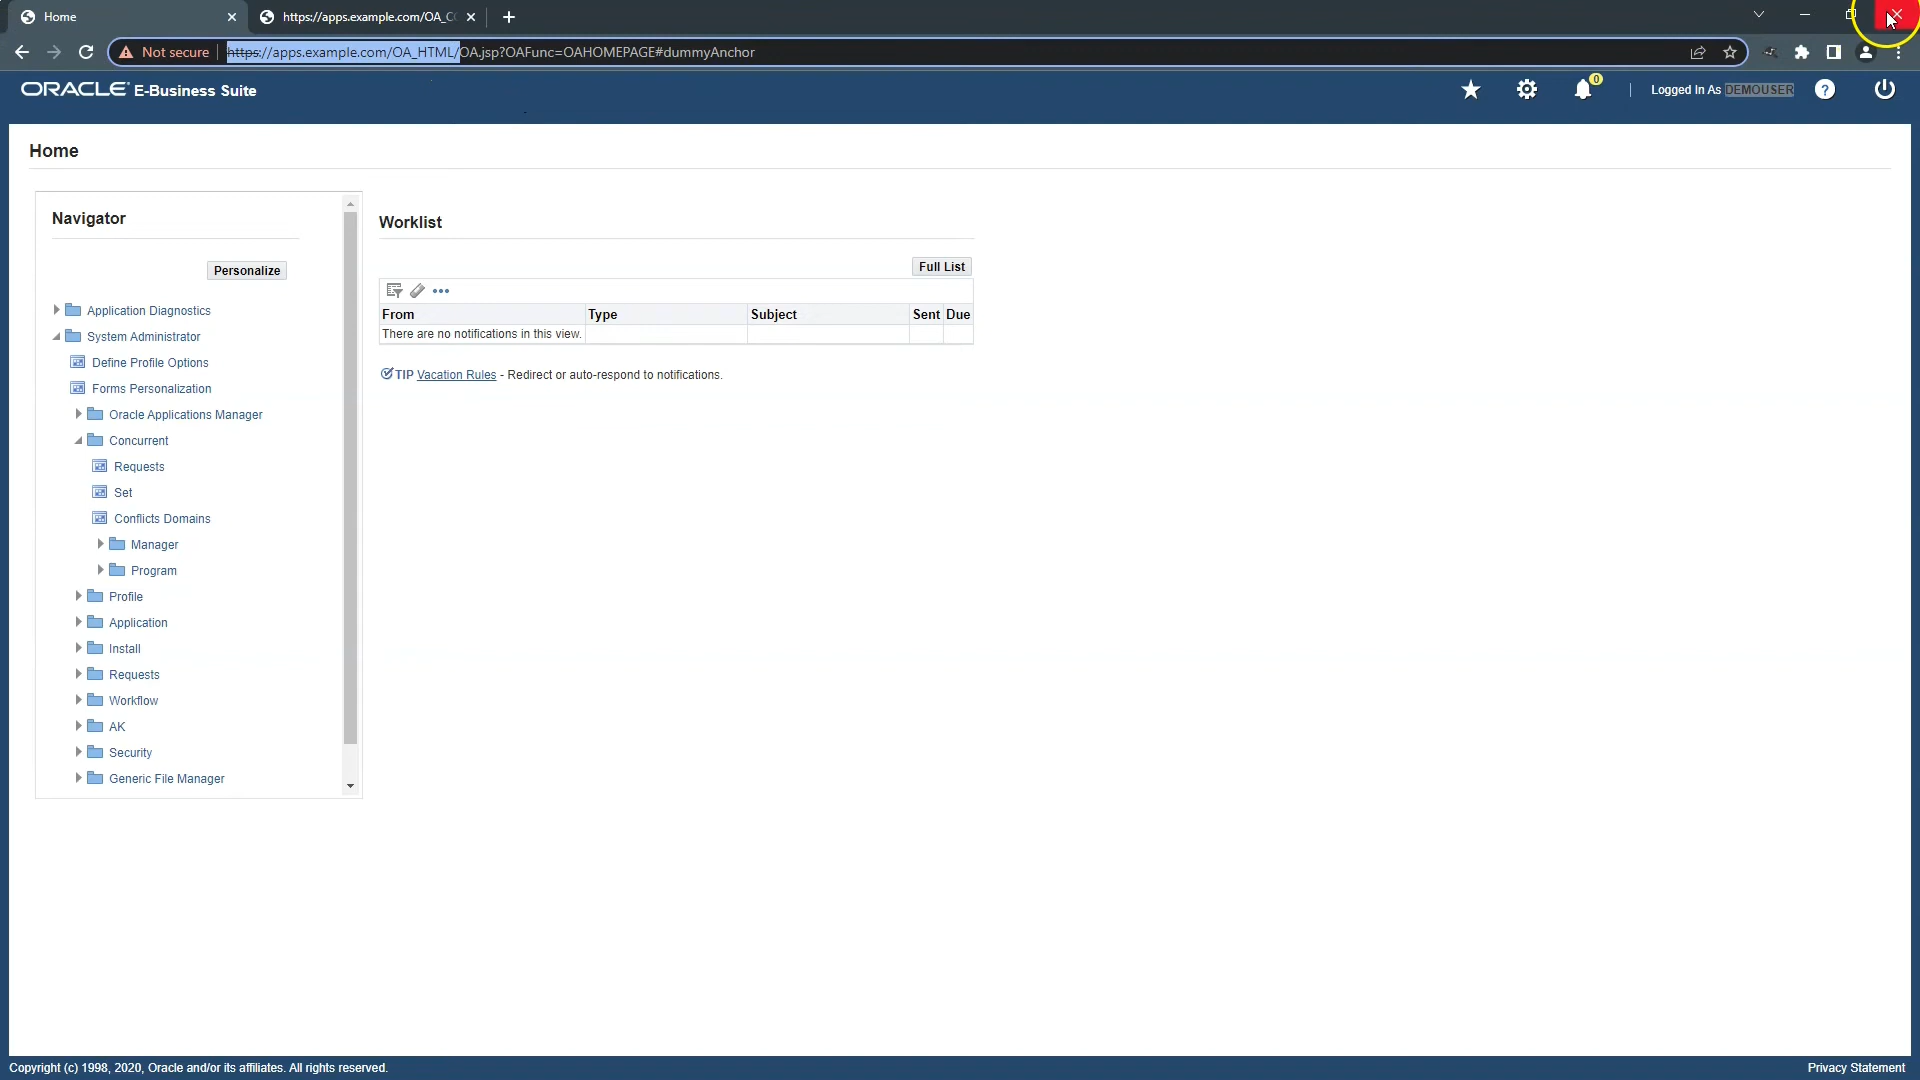 Home
https://apps.example.com/OA_CC
Not secure
https://apps.example.com/OA_HTML/OA.jsp?OAFunc=OAHOMEPAGE#dummyAnchor
ORACLE E-Business Suite
0
Logged In As DEMOUSER
?
Home
Navigator
Personalize
Application Diagnostics
System Administrator
Define Profile Options
Forms Personalization
Oracle Applications Manager
Concurrent
Requests
Set
Conflicts Domains
Manager
Program
Profile
Application
Install
Requests
Workflow
AK
Security
Generic File Manager
Worklist
Full List
From Type Subject Sent Due
There are no notifications in this view.
TIP Vacation Rules - Redirect or auto-respond to notifications.
Copyright (c) 1998, 2020, Oracle and/or its affiliates. All rights reserved.
Privacy Statement